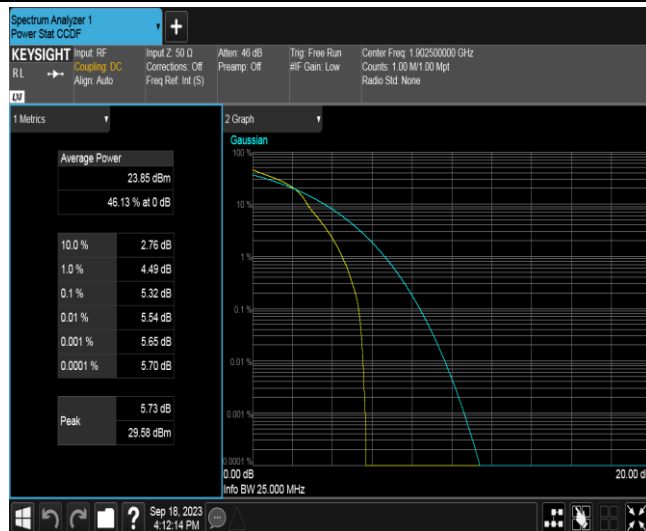 Spectrum Analyzer 1
Power Stat CCDF
KEYSIGHT
RL
Input: RF
Coupling: DC
Align: Auto
Input Z: 50 Ω
Corrections: Off
Freq Ref: Int (S)
Atten: 46 dB
Preamp: Off
Trig: Free Run
#IF Gain: Low
Center Freq: 1.902500000 GHz
Counts: 1.00 M/1.00 Mpt
Radio Std: None
1 Metrics
Average Power
23.85 dBm
46.13 % at 0 dB
10.0 % 2.76 dB
1.0 % 4.49 dB
0.1 % 5.32 dB
0.01 % 5.54 dB
0.001 % 5.65 dB
0.0001 % 5.70 dB
Peak
5.73 dB
29.58 dBm
2 Graph
Gaussian
100 %
10 %
1 %
0.1 %
0.01 %
0.001 %
0.0001 %
0.00 dB
20.00 d
Info BW 25.000 MHz
Sep 18, 2023
4:12:14 PM